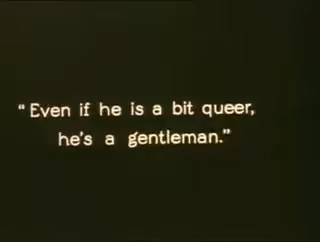 "Even if he is a bit queer,
he's a gentleman."